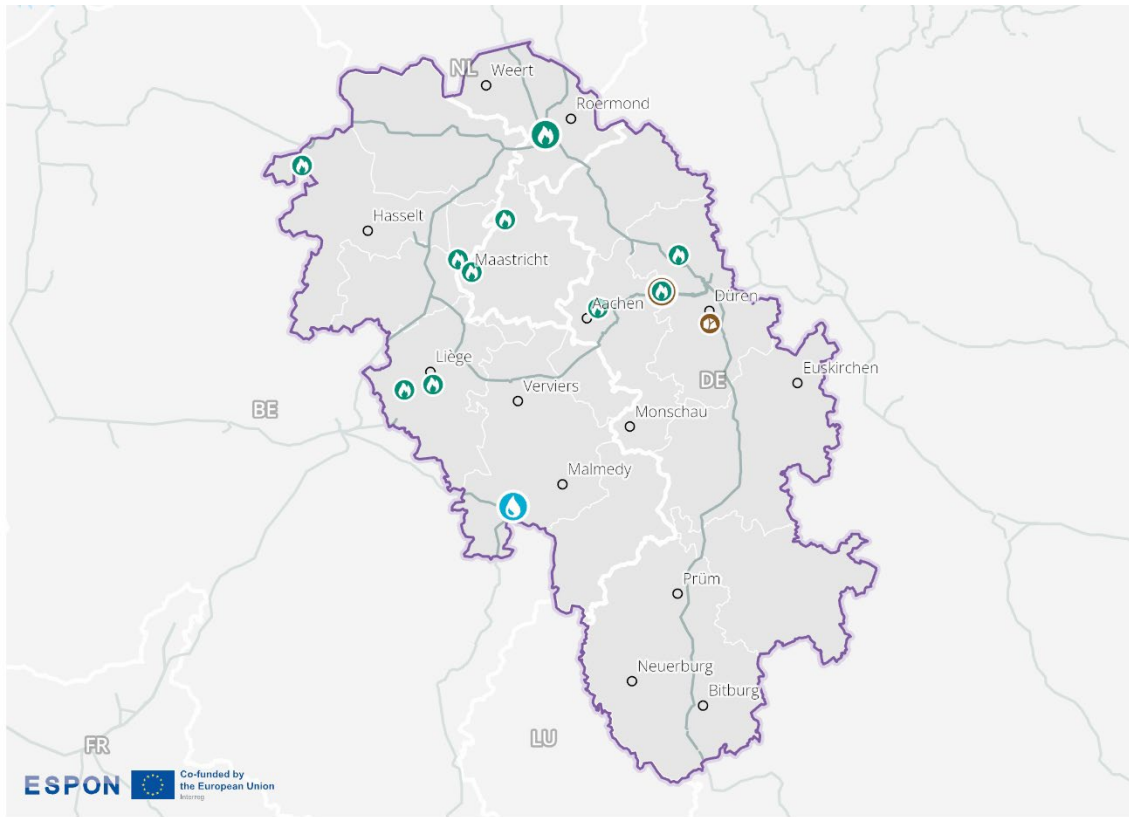 NL
Weert
Roermond
Hasselt
Maastricht
Aachen
Düren
Liège
Verviers
DE
Euskirchen
BE
Monschau
Malmedy
Prüm
Neuerburg
Bitburg
LU
FR
ESPON
Co-funded by
the European Union
Interreg